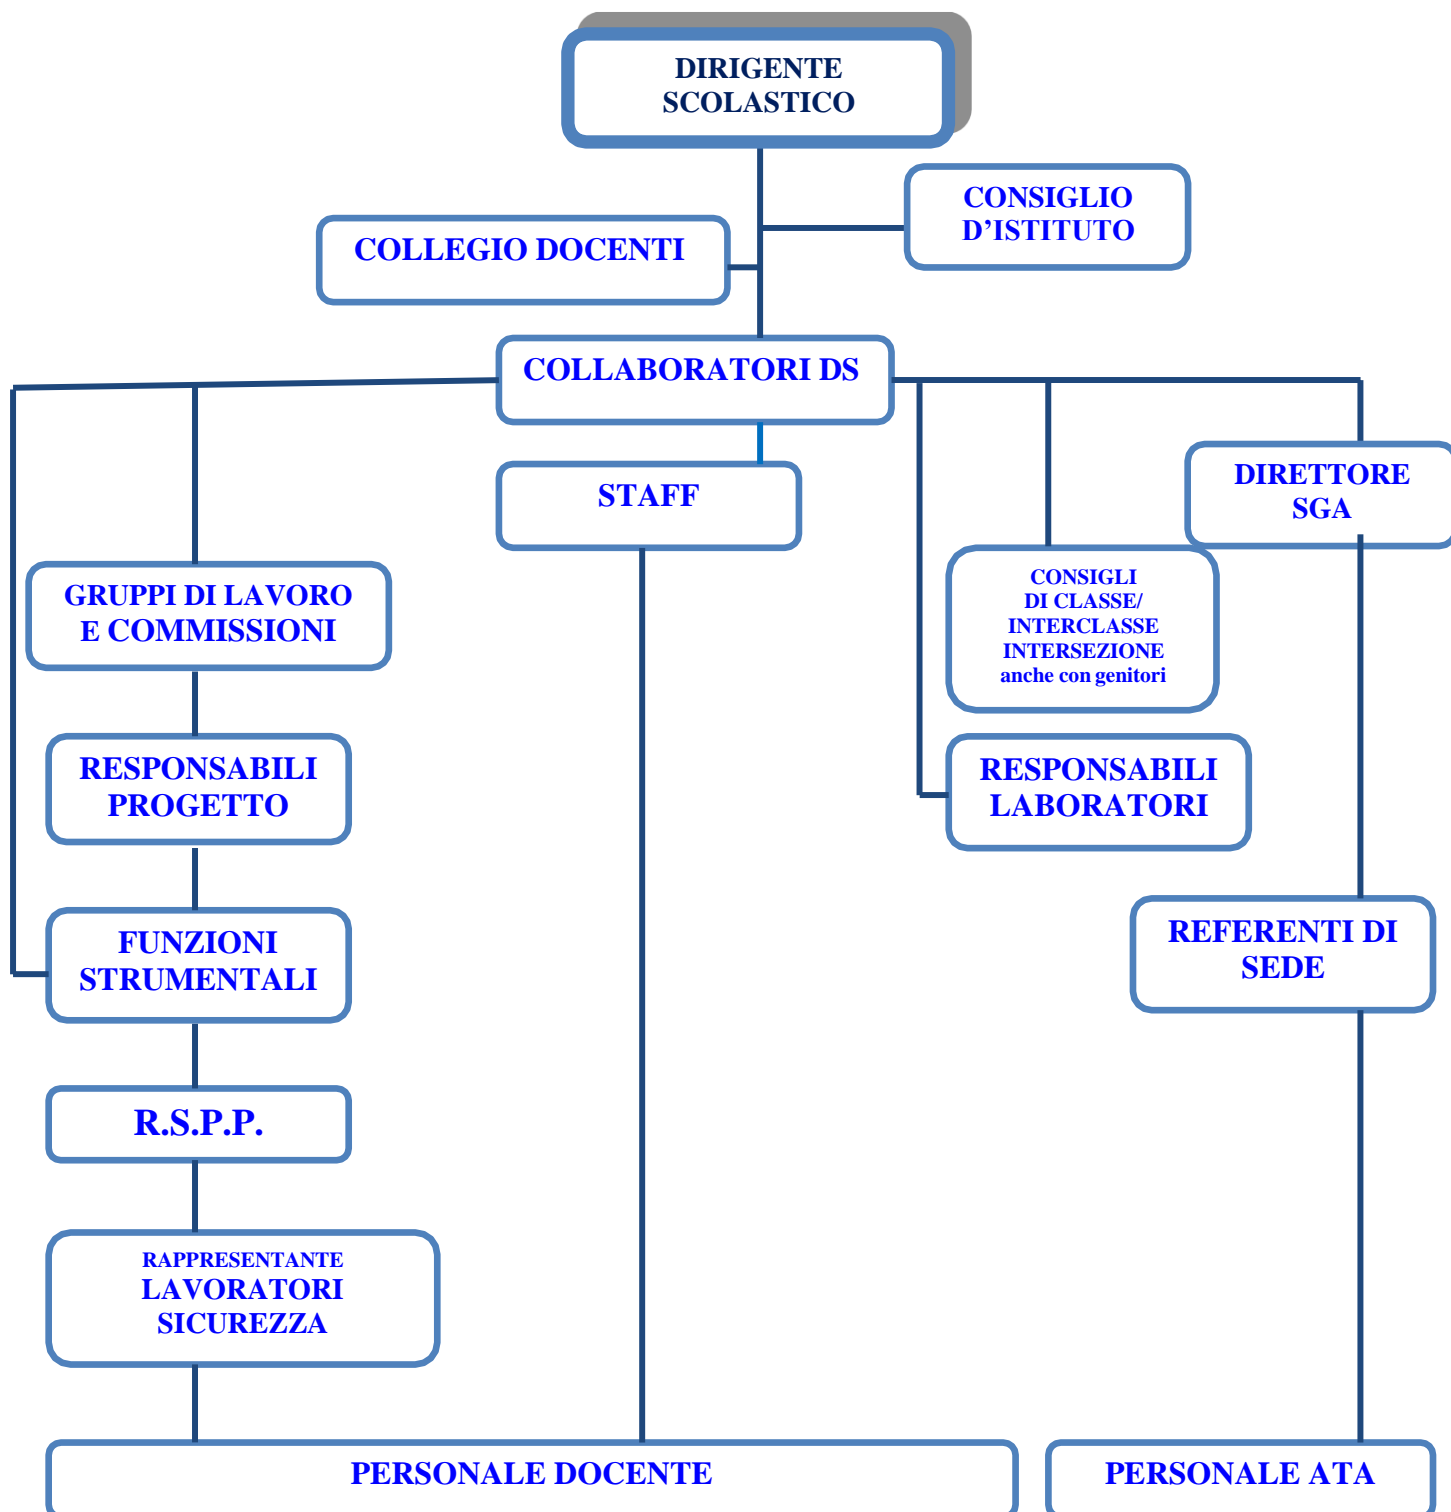 DIRIGENTE
SCOLASTICO
CONSIGLIO
D’ISTITUTO
COLLEGIO DOCENTI
COLLABORATORI DS
STAFF
DIRETTORE
SGA
GRUPPI DI LAVORO
E COMMISSIONI
CONSIGLI
DI CLASSE/
INTERCLASSE
INTERSEZIONE
anche con genitori
RESPONSABILI
PROGETTO
RESPONSABILI
LABORATORI
FUNZIONI
STRUMENTALI
REFERENTI DI
SEDE
R.S.P.P.
RAPPRESENTANTE
LAVORATORI
SICUREZZA
PERSONALE DOCENTE
PERSONALE ATA